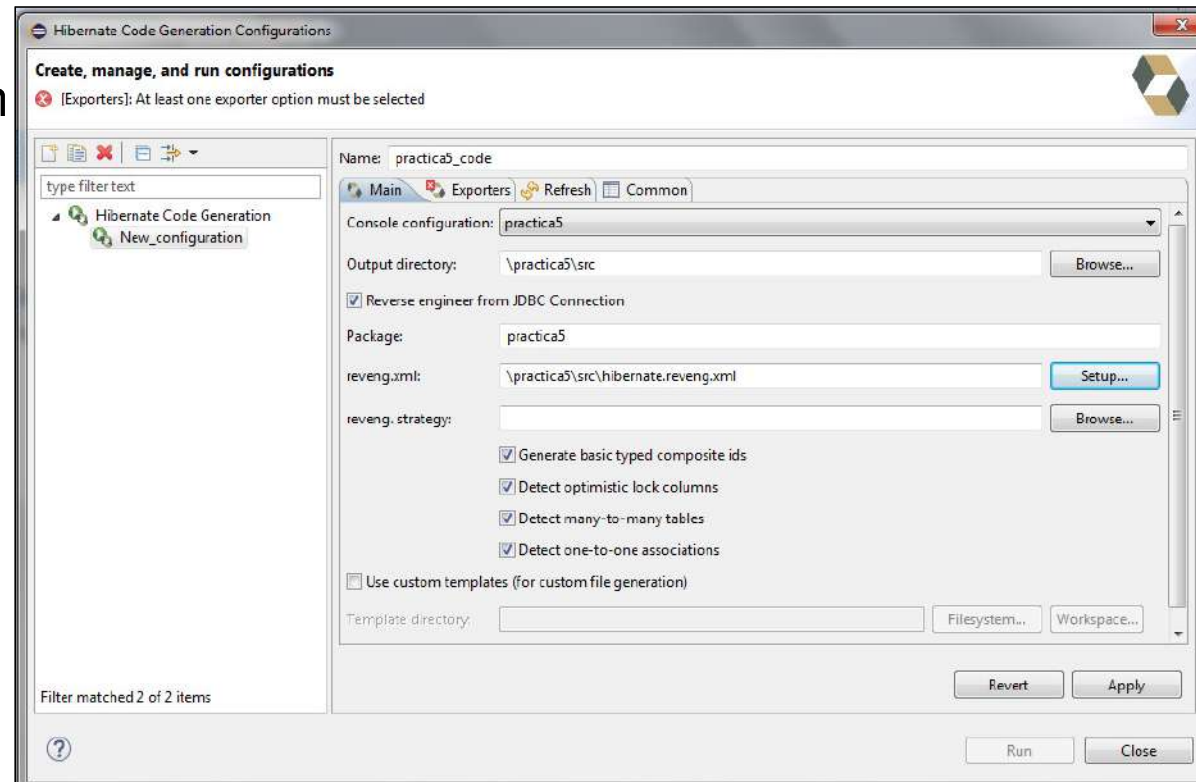 Hibernate Code Generation Configurations
Create, manage, and run configurations
n
[Exporters]: At least one exporter option must be selected
Name: practica5_code
type filter text
Hibernate Code Generation
New_configuration
Filter matched 2 of 2 items
Main Exporters Refresh Common
Console configuration: practica5
Output directory: \practica5\src Browse...
Reverse engineer from JDBC Connection
Package: practica5
reveng.xml: \practica5\src\hibernate.reveng.xml Setup...
reveng. strategy: Browse...
Generate basic typed composite ids
Detect optimistic lock columns
Detect many-to-many tables
Detect one-to-one associations
Use custom templates (for custom file generation)
Template directory: Filesystem... Workspace...
Revert Apply
? Run Close